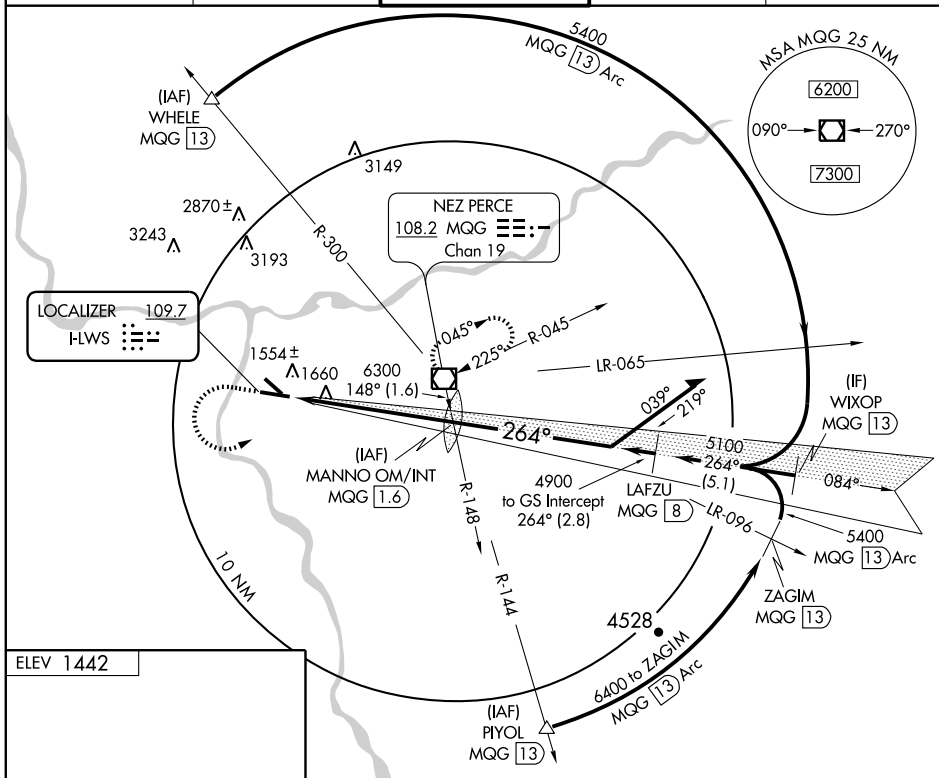 5400
MQG 13 Arc
MSA MQG 25 NM
6200
090°
270°
7300
(IAF)
WHELE
MQG 13
3149
2870 ±
3243
3193
R-300
NEZ PERCE
108.2 MQG
Chan 19
LOCALIZER 109.7
I-LWS
045°
225°
R-045
LR-065
1554 ±
1660
6300
148° (1.6)
039°
219°
(IF)
WIXOP
MQG 13
264°
5100
264°
(5.1)
084°
(IAF)
MANNO OM/INT
MQG 1.6
4900
to GS Intercept
264° (2.8)
LAFZU
MQG 8
LR-096
R-148
5400
MQG 13 Arc
ZAGIM
MQG 13
R-144
10 NM
4528
6400 to ZAGIM
MQG 13 Arc
(IAF)
PIYOL
MQG 13
ELEV 1442